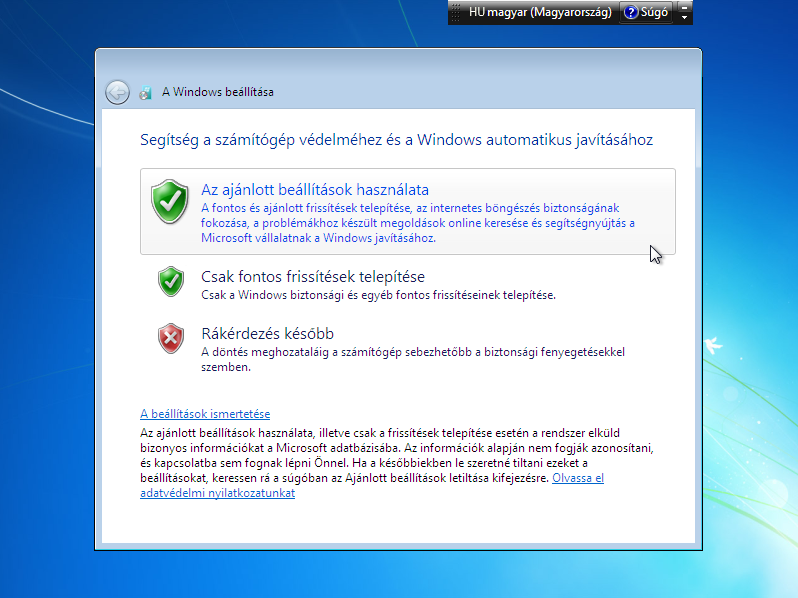 HU magyar (Magyarország) ? Súgó
A Windows beállítása
Segítség a számítógép védelméhez és a Windows automatikus javításához
Az ajánlott beállítások használata
A fontos és ajánlott frissítések telepítése, az internetes böngészés biztonságának
fokozása, a problémákhoz készült megoldások online keresése és segítségnyújtás a
Microsoft vállalatnak a Windows javításához.
Csak fontos frissítések telepítése
Csak a Windows biztonsági és egyéb fontos frissítéseinek telepítése.
Rákérdezés később
A döntés meghozataláig a számítógép sebezhetőbb a biztonsági fenyegetésekkel
szemben.
A beállítások ismertetése
Az ajánlott beállítások használata, illetve csak a frissítések telepítése esetén a rendszer elküld
bizonyos információkat a Microsoft adatbázisába. Az információk alapján nem fogják azonosítani,
és kapcsolatba sem fognak lépni Önnel. Ha a későbbiekben le szeretné tiltani ezeket a
beállításokat, keressen rá a súgóban az Ajánlott beállítások letiltása kifejezésre. Olvassa el
adatvédelmi nyilatkozatunkat